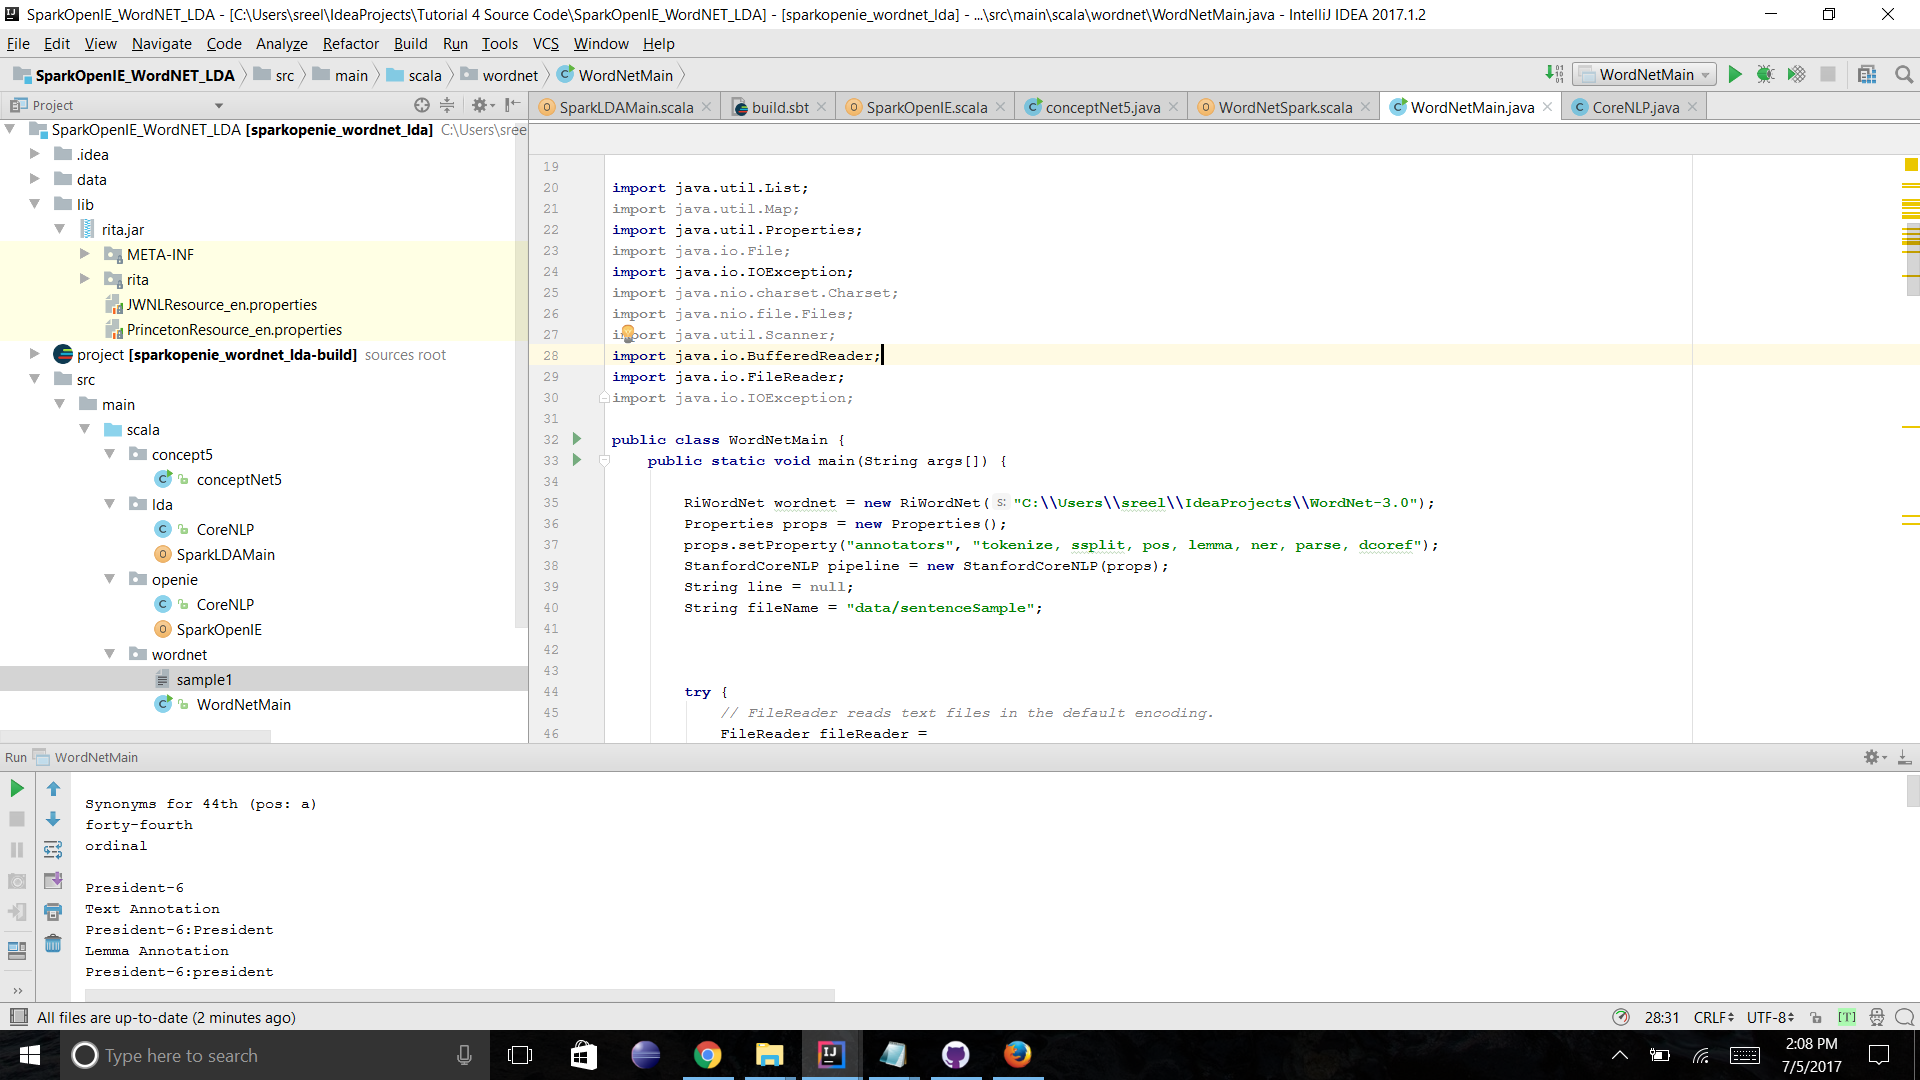 SparkOpenIE_WordNET_LDA - [C:\Users\sreel\IdeaProjects\Tutorial 4 Source Code\SparkOpenIE_WordNET_LDA] - [sparkopenie_wordnet_lda] - ...\src\main\scala\wordnet\WordNetMain.java - IntelliJ IDEA 2017.1.2
File Edit View Navigate Code Analyze Refactor Build Run Tools VCS Window Help
SparkOpenIE_WordNET_LDA src main scala wordnet WordNetMain
WordNetMain
Project
SparkLDAMain.scala build.sbt SparkOpenIE.scala conceptNet5.java WordNetSpark.scala WordNetMain.java CoreNLP.java
SparkOpenIE_WordNET_LDA [sparkopenie_wordnet_lda] C:\Users\sree
.idea
data
lib
rita.jar
META-INF
rita
JWNLResource_en.properties
PrincetonResource_en.properties
project [sparkopenie_wordnet_lda-build] sources root
src
main
scala
concept5
conceptNet5
lda
CoreNLP
SparkLDAMain
openie
CoreNLP
SparkOpenIE
wordnet
sample1
WordNetMain
19
20 import java.util.List;
21 import java.util.Map;
22 import java.util.Properties;
23 import java.io.File;
24 import java.io.IOException;
25 import java.nio.charset.Charset;
26 import java.nio.file.Files;
27 import java.util.Scanner;
28 import java.io.BufferedReader;
29 import java.io.FileReader;
30 import java.io.IOException;
31
32 public class WordNetMain {
33 public static void main(String args[]) {
34
35 RiWordNet wordnet = new RiWordNet( s: "C:\\Users\\sreel\\IdeaProjects\\WordNet-3.0");
36 Properties props = new Properties();
37 props.setProperty("annotators", "tokenize, ssplit, pos, lemma, ner, parse, dcoref");
38 StanfordCoreNLP pipeline = new StanfordCoreNLP(props);
39 String line = null;
40 String fileName = "data/sentenceSample";
41
42
43
44 try {
45 // FileReader reads text files in the default encoding.
46 FileReader fileReader =
Run WordNetMain
Synonyms for 44th (pos: a)
forty-fourth
ordinal
President-6
Text Annotation
President-6:President
Lemma Annotation
President-6:president
All files are up-to-date (2 minutes ago)
28:31 CRLF UTF-8 [T]
Type here to search
2:08 PM
7/5/2017